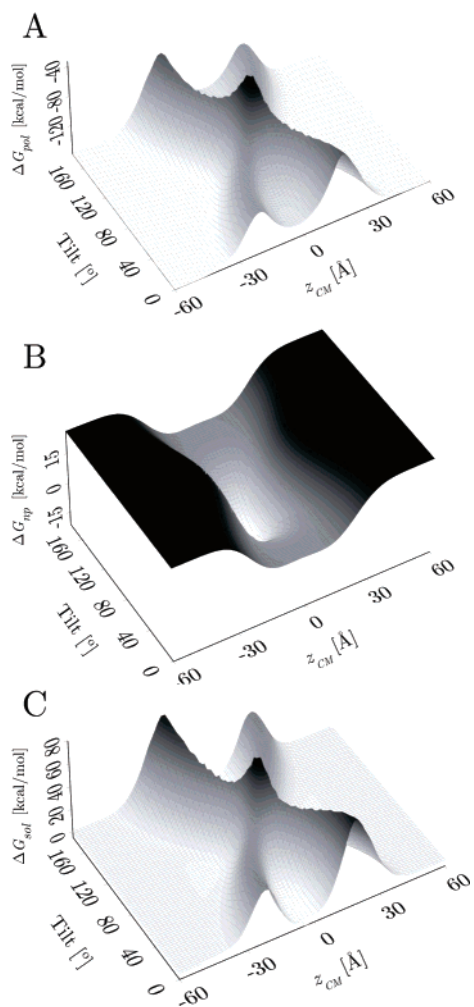 A
ΔG_pol [kcal/mol]
-120 -80 -40
Tilt [°]
160 120 80 40 0
-60 -30 0 30 60
z_CM [Å]
B
ΔG_np [kcal/mol]
-15 0 15
Tilt [°]
160 120 80 40 0
-60 -30 0 30 60
z_CM [Å]
C
ΔG_sol [kcal/mol]
0 20 40 60 80
Tilt [°]
160 120 80 40 0
-60 -30 0 30 60
z_CM [Å]